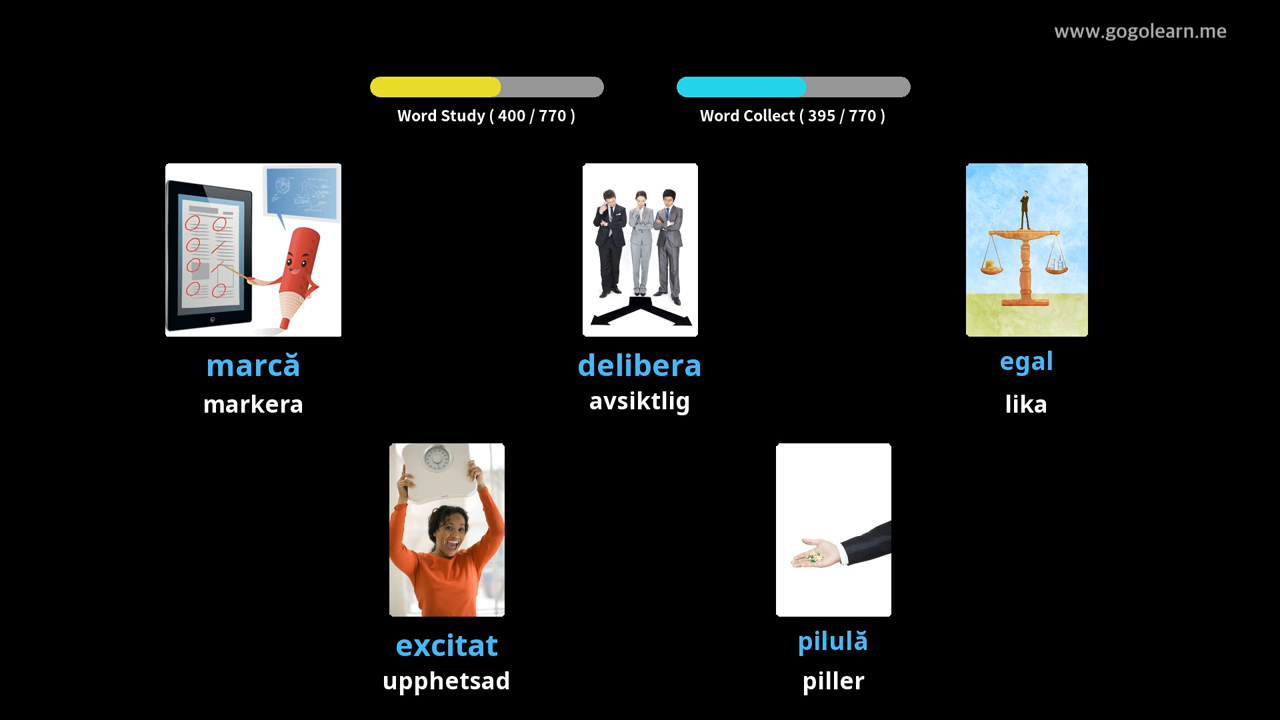 www.gogolearn.me
Word Study ( 400 / 770 )
Word Collect ( 395 / 770 )
marcă
markera
delibera
avsiktlig
egal
lika
excitat
upphetsad
pilulă
piller